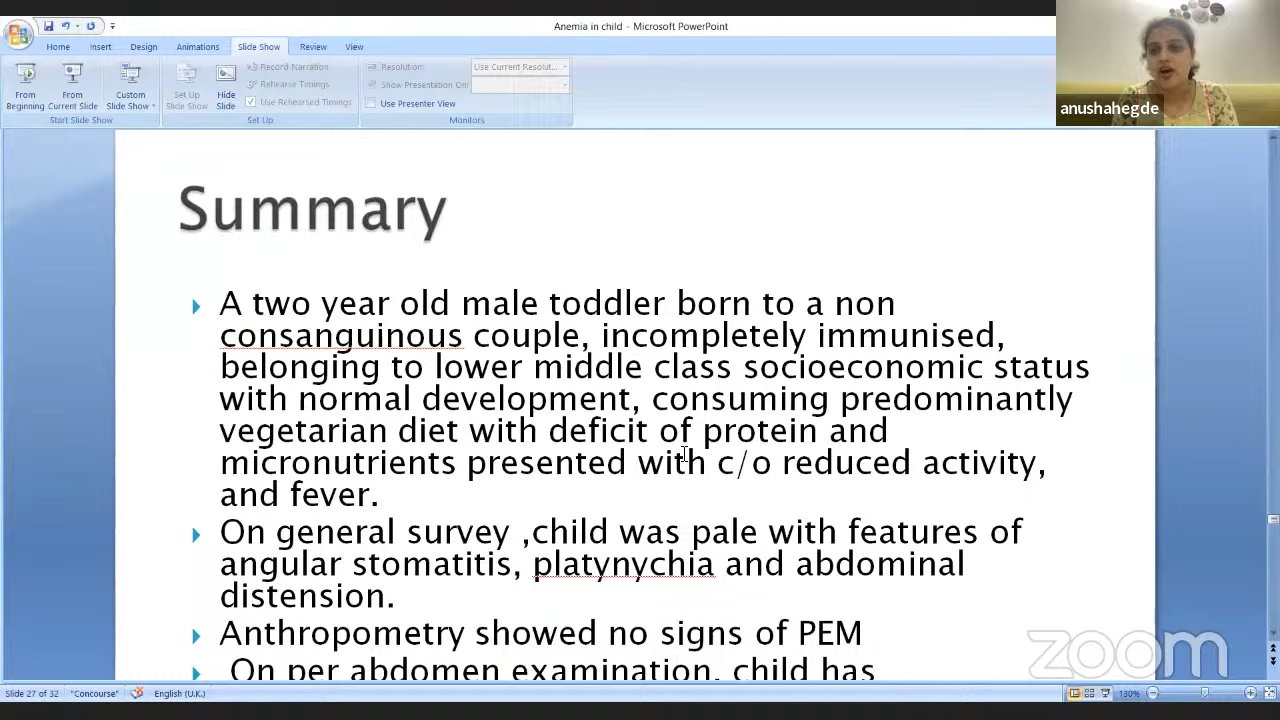 Anemia in child - Microsoft PowerPoint
Home Insert Design Animations Slide Show Review View
From Beginning
From Current Slide
Custom Slide Show
Start Slide Show
Set Up Slide Show
Hide Slide
Record Narration
Rehearse Timings
Use Rehearsed Timings
Set Up
Resolution: Use Current Resolut...
Show Presentation On:
Use Presenter View
Monitors
anushahegde
Summary
A two year old male toddler born to a non
consanguinous couple, incompletely immunised,
belonging to lower middle class socioeconomic status
with normal development, consuming predominantly
vegetarian diet with deficit of protein and
micronutrients presented with c/o reduced activity,
and fever.
On general survey ,child was pale with features of
angular stomatitis, platynychia and abdominal
distension.
Anthropometry showed no signs of PEM
On per abdomen examination, child has
zoom
Slide 27 of 32 "Concourse" English (U.K.) 130%